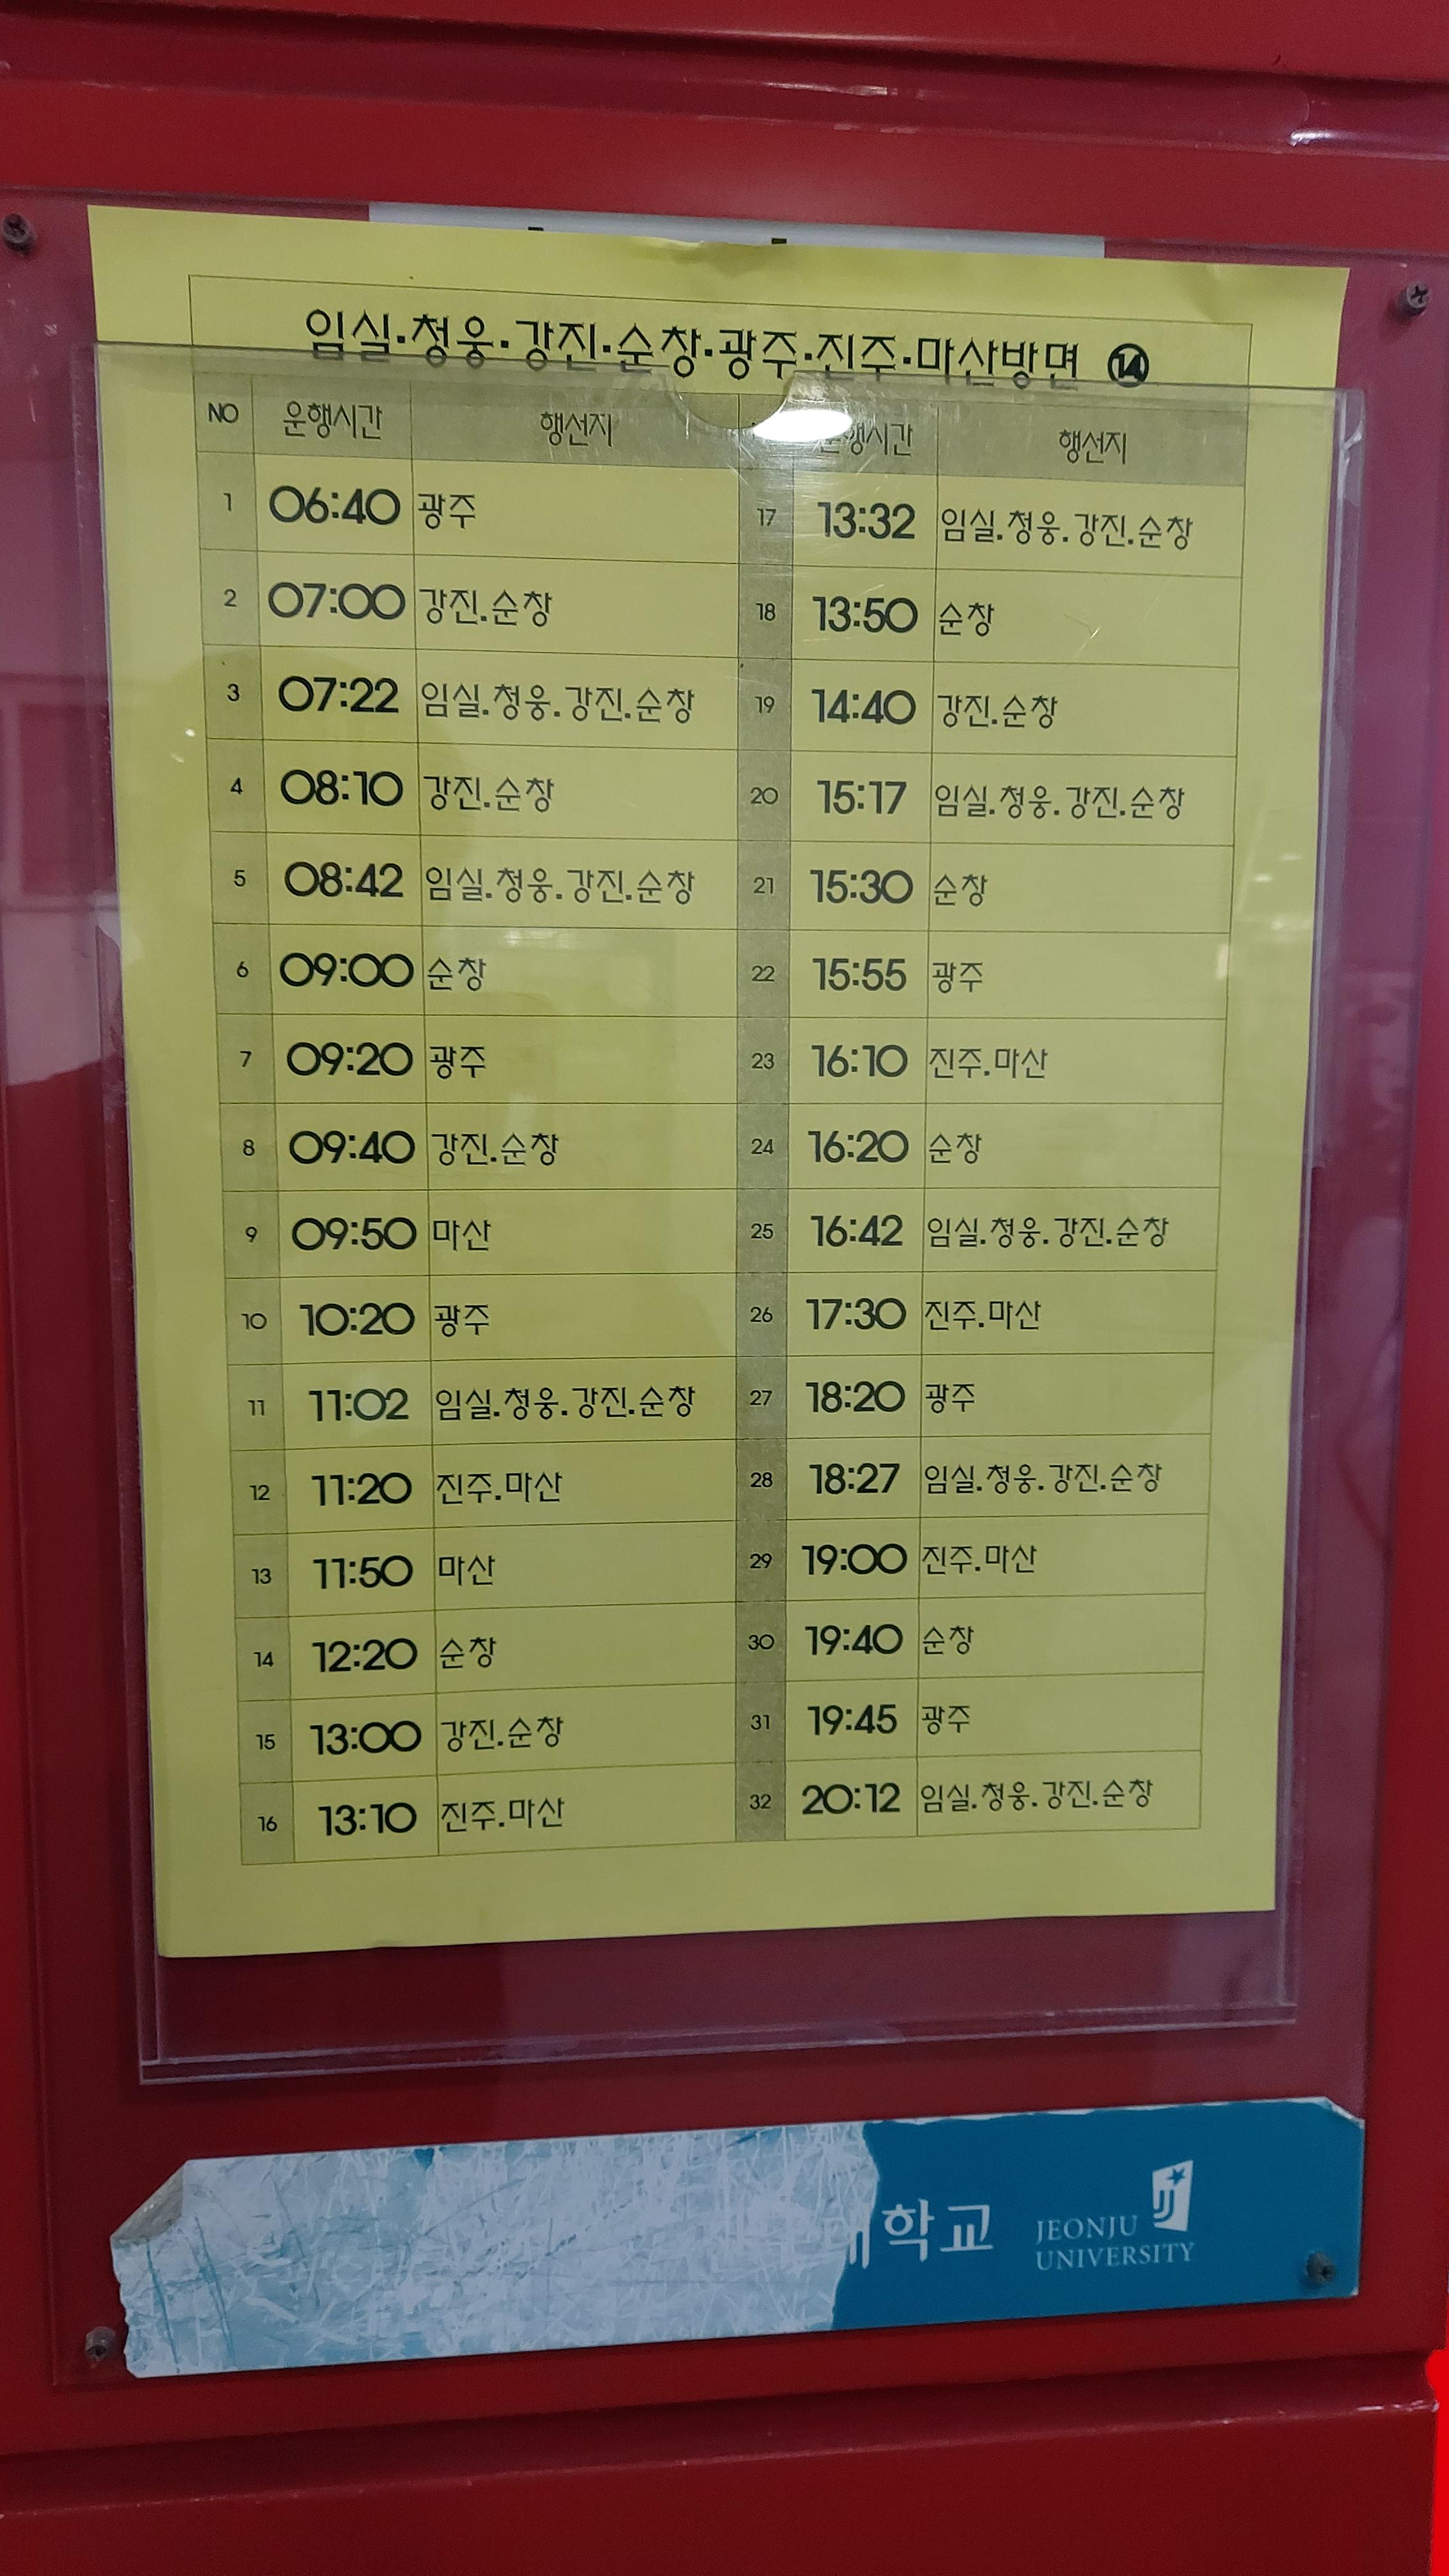 임실·청웅·강진·순창·광주·진주·마산방면 ⓮
NO 운행시간 행선지 운행시간 행선지
1 06:40 광주 17 13:32 임실.청웅.강진.순창
2 07:00 강진.순창 18 13:50 순창
3 07:22 임실.청웅.강진.순창 19 14:40 강진.순창
4 08:10 강진.순창 20 15:17 임실.청웅.강진.순창
5 08:42 임실.청웅.강진.순창 21 15:30 순창
6 09:00 순창 22 15:55 광주
7 09:20 광주 23 16:10 진주.마산
8 09:40 강진.순창 24 16:20 순창
9 09:50 마산 25 16:42 임실.청웅.강진.순창
10 10:20 광주 26 17:30 진주.마산
11 11:02 임실.청웅.강진.순창 27 18:20 광주
12 11:20 진주.마산 28 18:27 임실.청웅.강진.순창
13 11:50 마산 29 19:00 진주.마산
14 12:20 순창 30 19:40 순창
15 13:00 강진.순창 31 19:45 광주
16 13:10 진주.마산 32 20:12 임실.청웅.강진.순창
대학교 JEONJU
UNIVERSITY